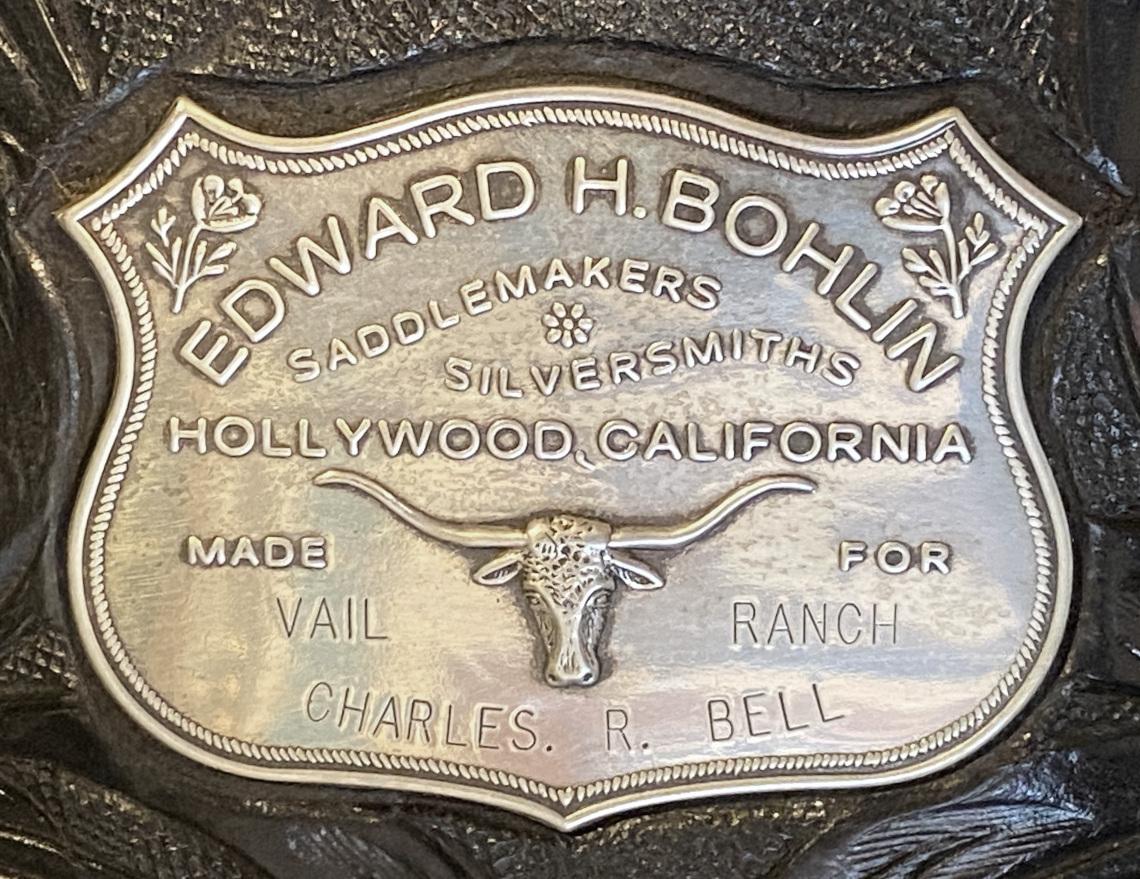 EDWARD H. BOHLIN
SADDLEMAKERS
SILVERSMITHS
HOLLYWOOD, CALIFORNIA
MADE FOR
VAIL RANCH
CHARLES. R. BELL